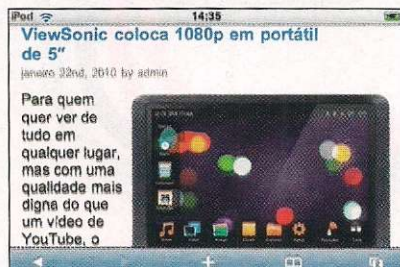 iPod 14:35
ViewSonic coloca 1080p em portátil
de 5"
janeiro 22nd, 2010 by admin
Para quem
quer ver de
tudo em
qualquer lugar,
mas com uma
qualidade mais
digna do que
um vídeo de
YouTube, o